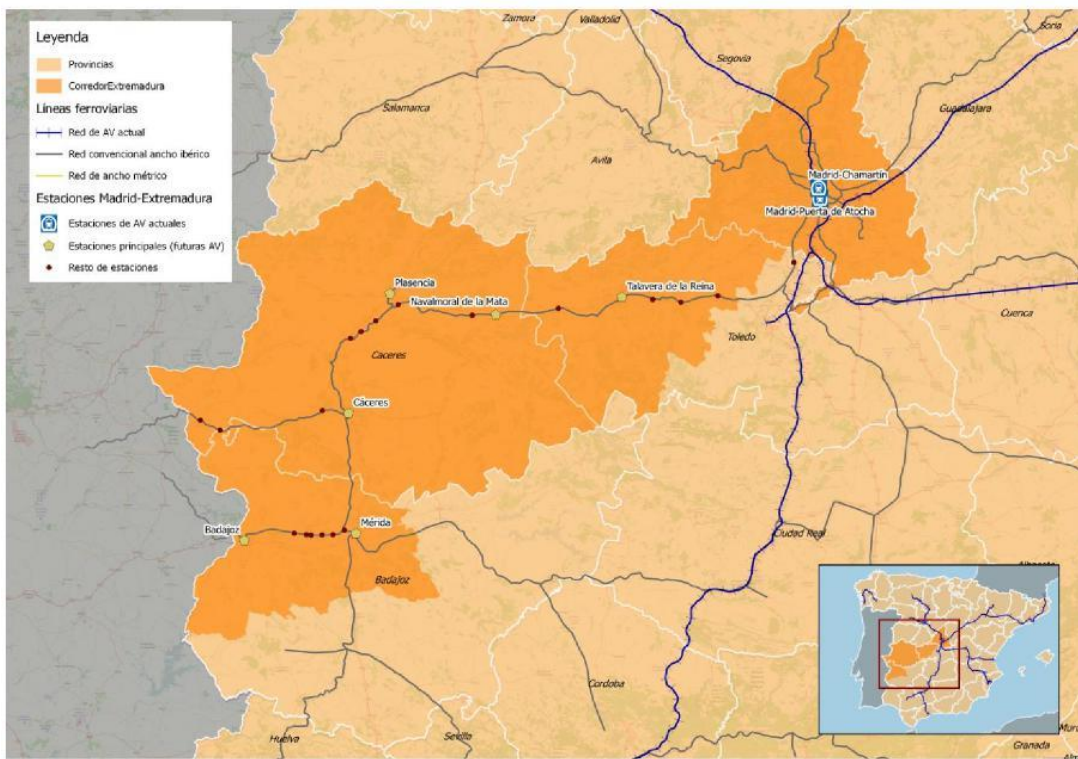 Leyenda
Provincias
CorredorExtremadura
Líneas ferroviarias
Red de AV actual
Red convencional ancho ibérico
Red de ancho métrico
Estaciones Madrid-Extremadura
Estaciones de AV actuales
Estaciones principales (futuras AV)
Resto de estaciones
Zamora
Valladolid
Soria
Segovia
Salamanca
Guadalajara
Avila
Madrid-Chamartín
Madrid-Puerta de Atocha
Plasencia
Talavera de la Reina
Navalmoral de la Mata
Cuenca
Toledo
Caceres
Cáceres
Badajoz
Mérida
Ciudad Real
Badajoz
Cordoba
Huelva
Sevilla
Granada